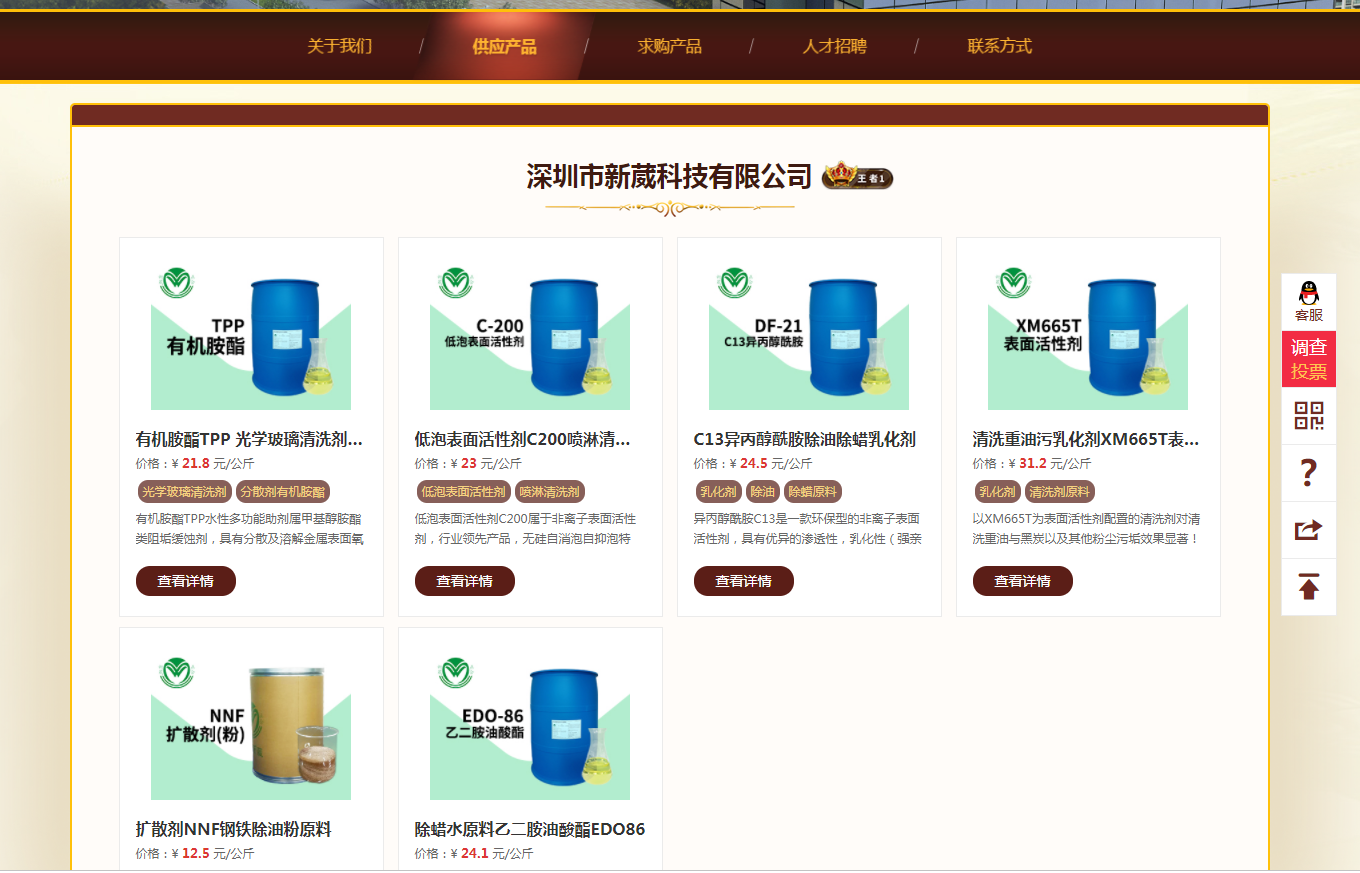 关于我们 / 供应产品 / 求购产品 / 人才招聘 / 联系方式
深圳市新葳科技有限公司 王者1
TPP
有机胺酯
有机胺酯TPP 光学玻璃清洗剂...
价格：¥ 21.8 元/公斤
光学玻璃清洗剂 分散剂有机胺酯
有机胺酯TPP水性多功能助剂属甲基醇胺酯
类阻垢缓蚀剂，具有分散及溶解金属表面氧
查看详情
C-200
低泡表面活性剂
低泡表面活性剂C200喷淋清...
价格：¥ 23 元/公斤
低泡表面活性剂 喷淋清洗剂
低泡表面活性剂C200属于非离子表面活性
剂，行业领先产品，无硅自消泡自抑泡特
查看详情
DF-21
C13异丙醇酰胺
C13异丙醇酰胺除油除蜡乳化剂
价格：¥ 24.5 元/公斤
乳化剂 除油 除蜡原料
异丙醇酰胺C13是一款环保型的非离子表面
活性剂，具有优异的渗透性，乳化性（强亲
查看详情
XM665T
表面活性剂
清洗重油污乳化剂XM665T表...
价格：¥ 31.2 元/公斤
乳化剂 清洗剂原料
以XM665T为表面活性剂配置的清洗剂对清
洗重油与黑炭以及其他粉尘污垢效果显著！
查看详情
NNF
扩散剂(粉)
扩散剂NNF钢铁除油粉原料
价格：¥ 12.5 元/公斤
EDO-86
乙二胺油酸酯
除蜡水原料乙二胺油酸酯EDO86
价格：¥ 24.1 元/公斤
客服
调查
投票
?